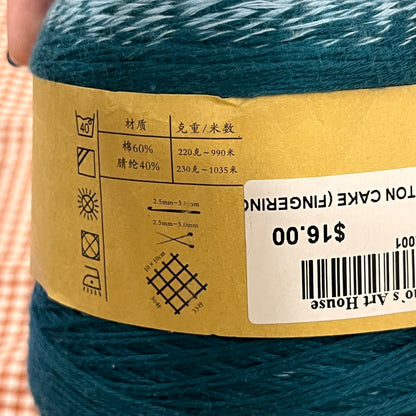 40°
材质 克重/米数
棉60% 220克~990米
腈纶40% 230克~1035米
2.5mm~3.0mm
2.5mm~3.0mm
10×10cm
TON CAKE (FINGERING
$16.00
001
o's Art House